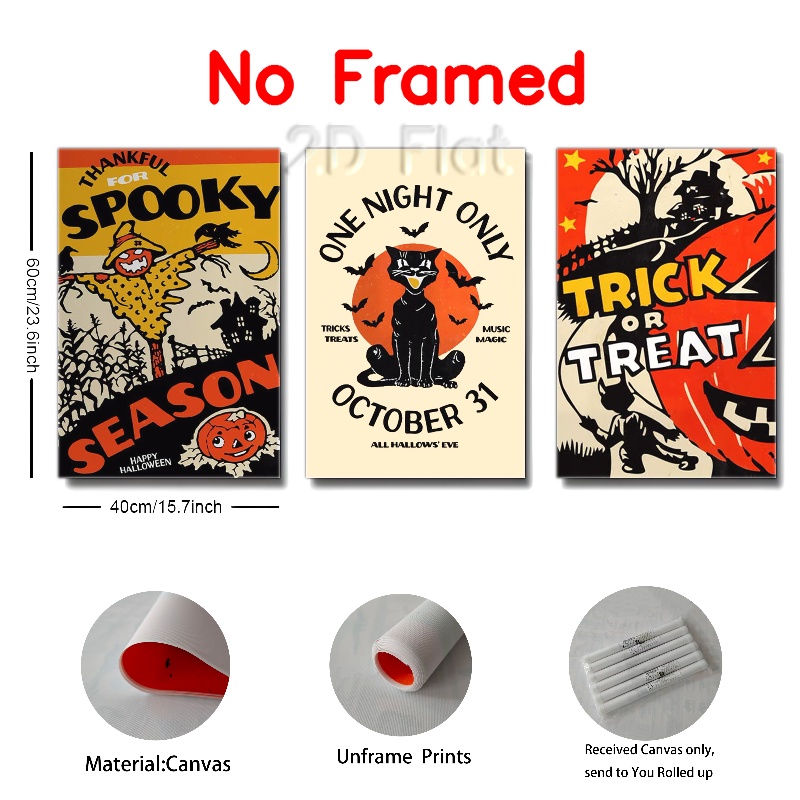 No Framed
2D Flat
THANKFUL
FOR
SPOOKY
SEASON
HAPPY
HALLOWEEN
ONE NIGHT ONLY
TRICKS
TREATS
MUSIC
MAGIC
OCTOBER 31
ALL HALLOWS' EVE
TRICK
OR
TREAT
60cm/23.6inch
40cm/15.7inch
Material:Canvas
Unframe Prints
Received Canvas only,
send to You Rolled up